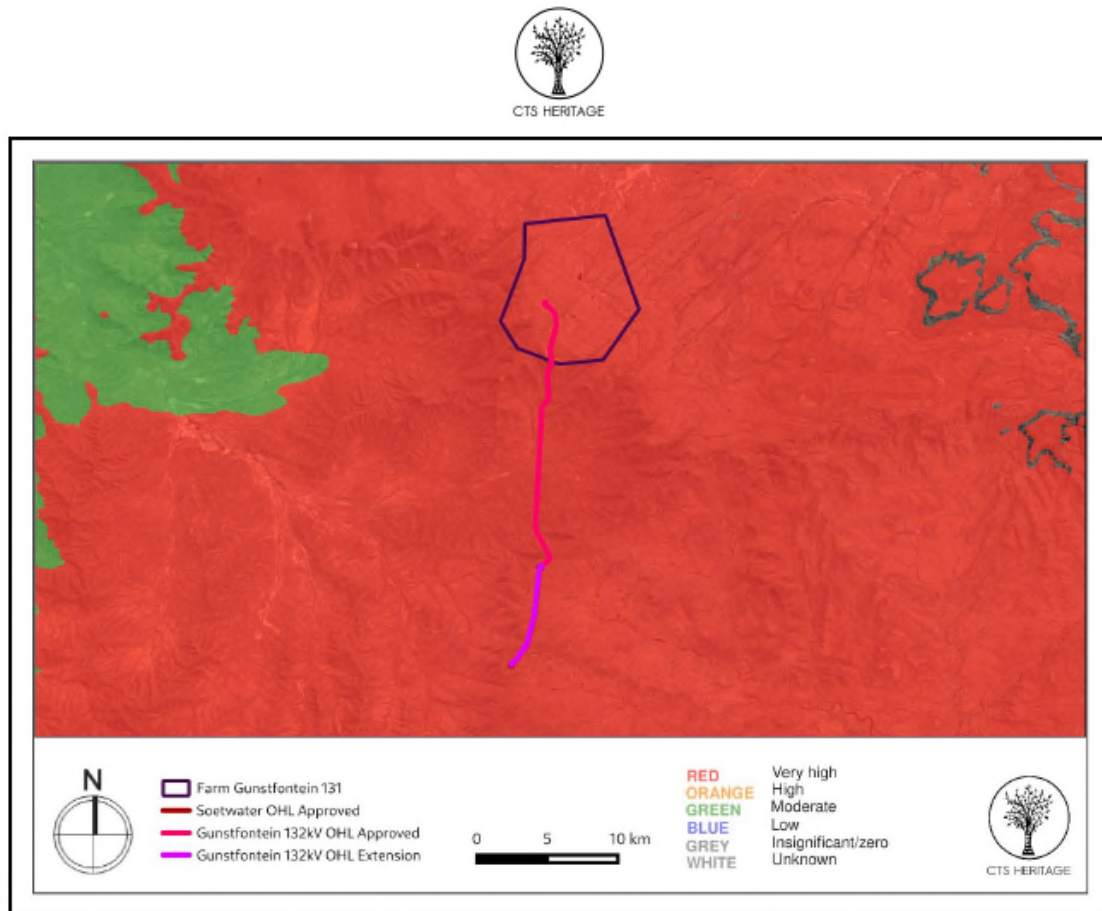 CTS HERITAGE
N
Farm Gunstfontein 131
Soetwater OHL Approved
Gunstfontein 132kV OHL Approved
Gunstfontein 132kV OHL Extension
0 5 10 km
RED Very high
ORANGE High
GREEN Moderate
BLUE Low
GREY Insignificant/zero
WHITE Unknown
CTS HERITAGE